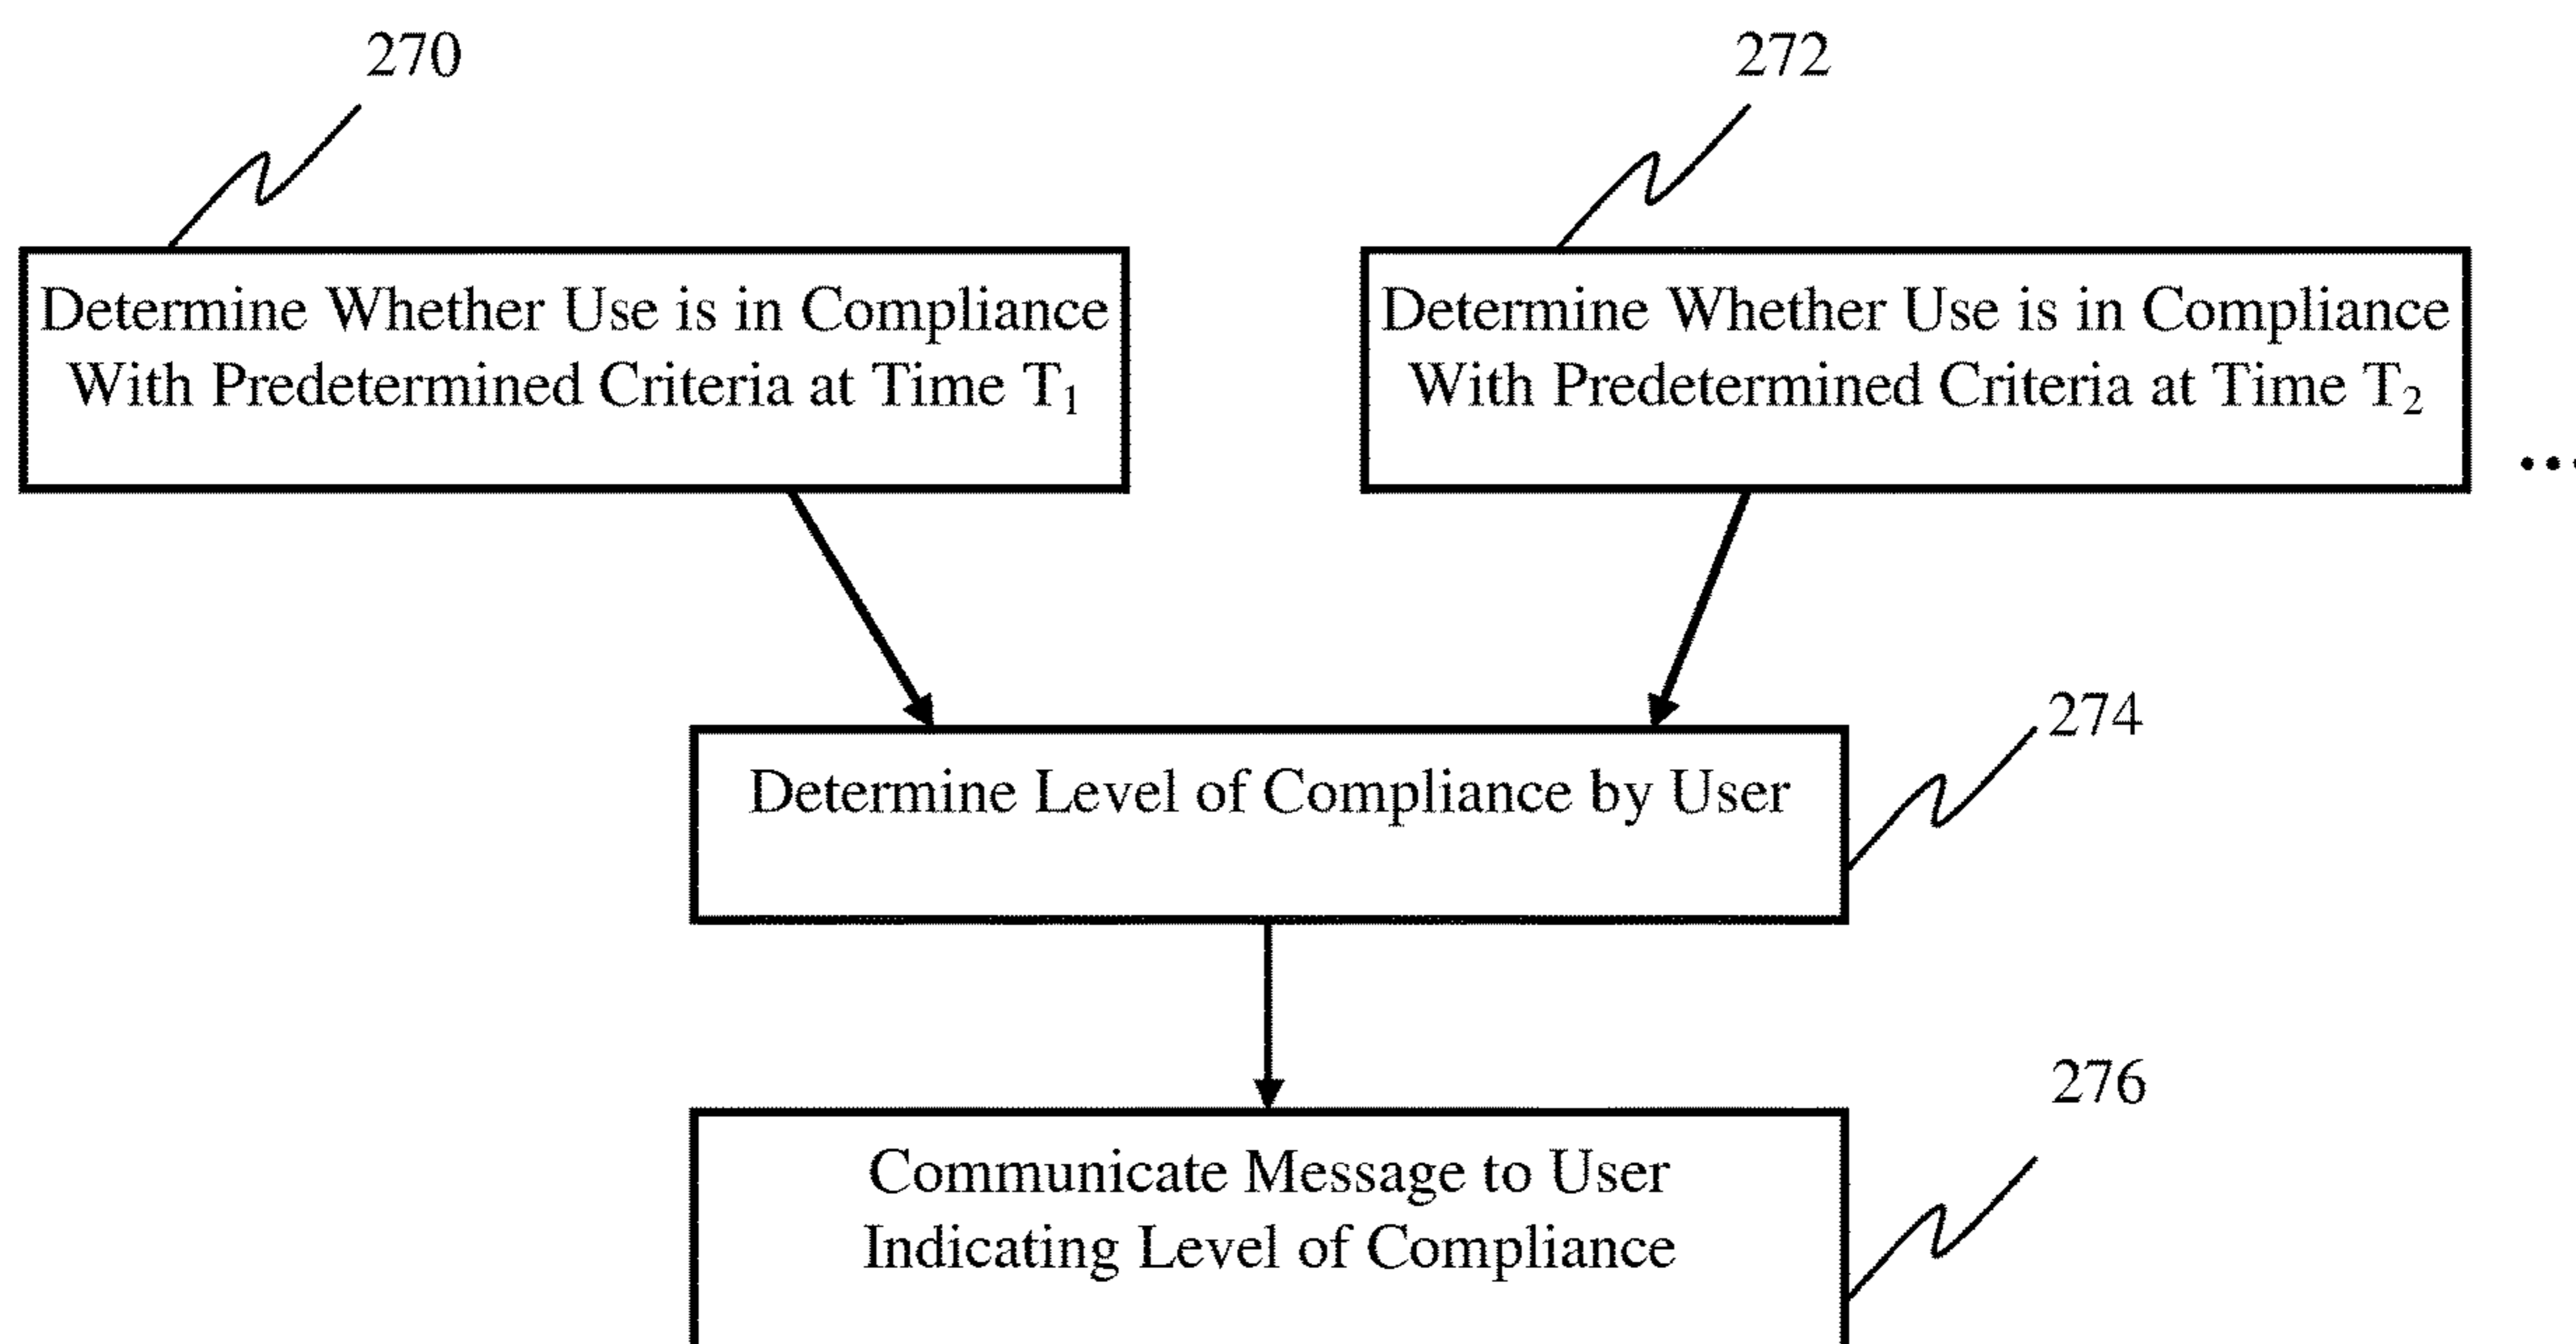 270
272
Determine Whether Use is in Compliance
With Predetermined Criteria at Time T₁
Determine Whether Use is in Compliance
With Predetermined Criteria at Time T₂
...
274
Determine Level of Compliance by User
276
Communicate Message to User
Indicating Level of Compliance